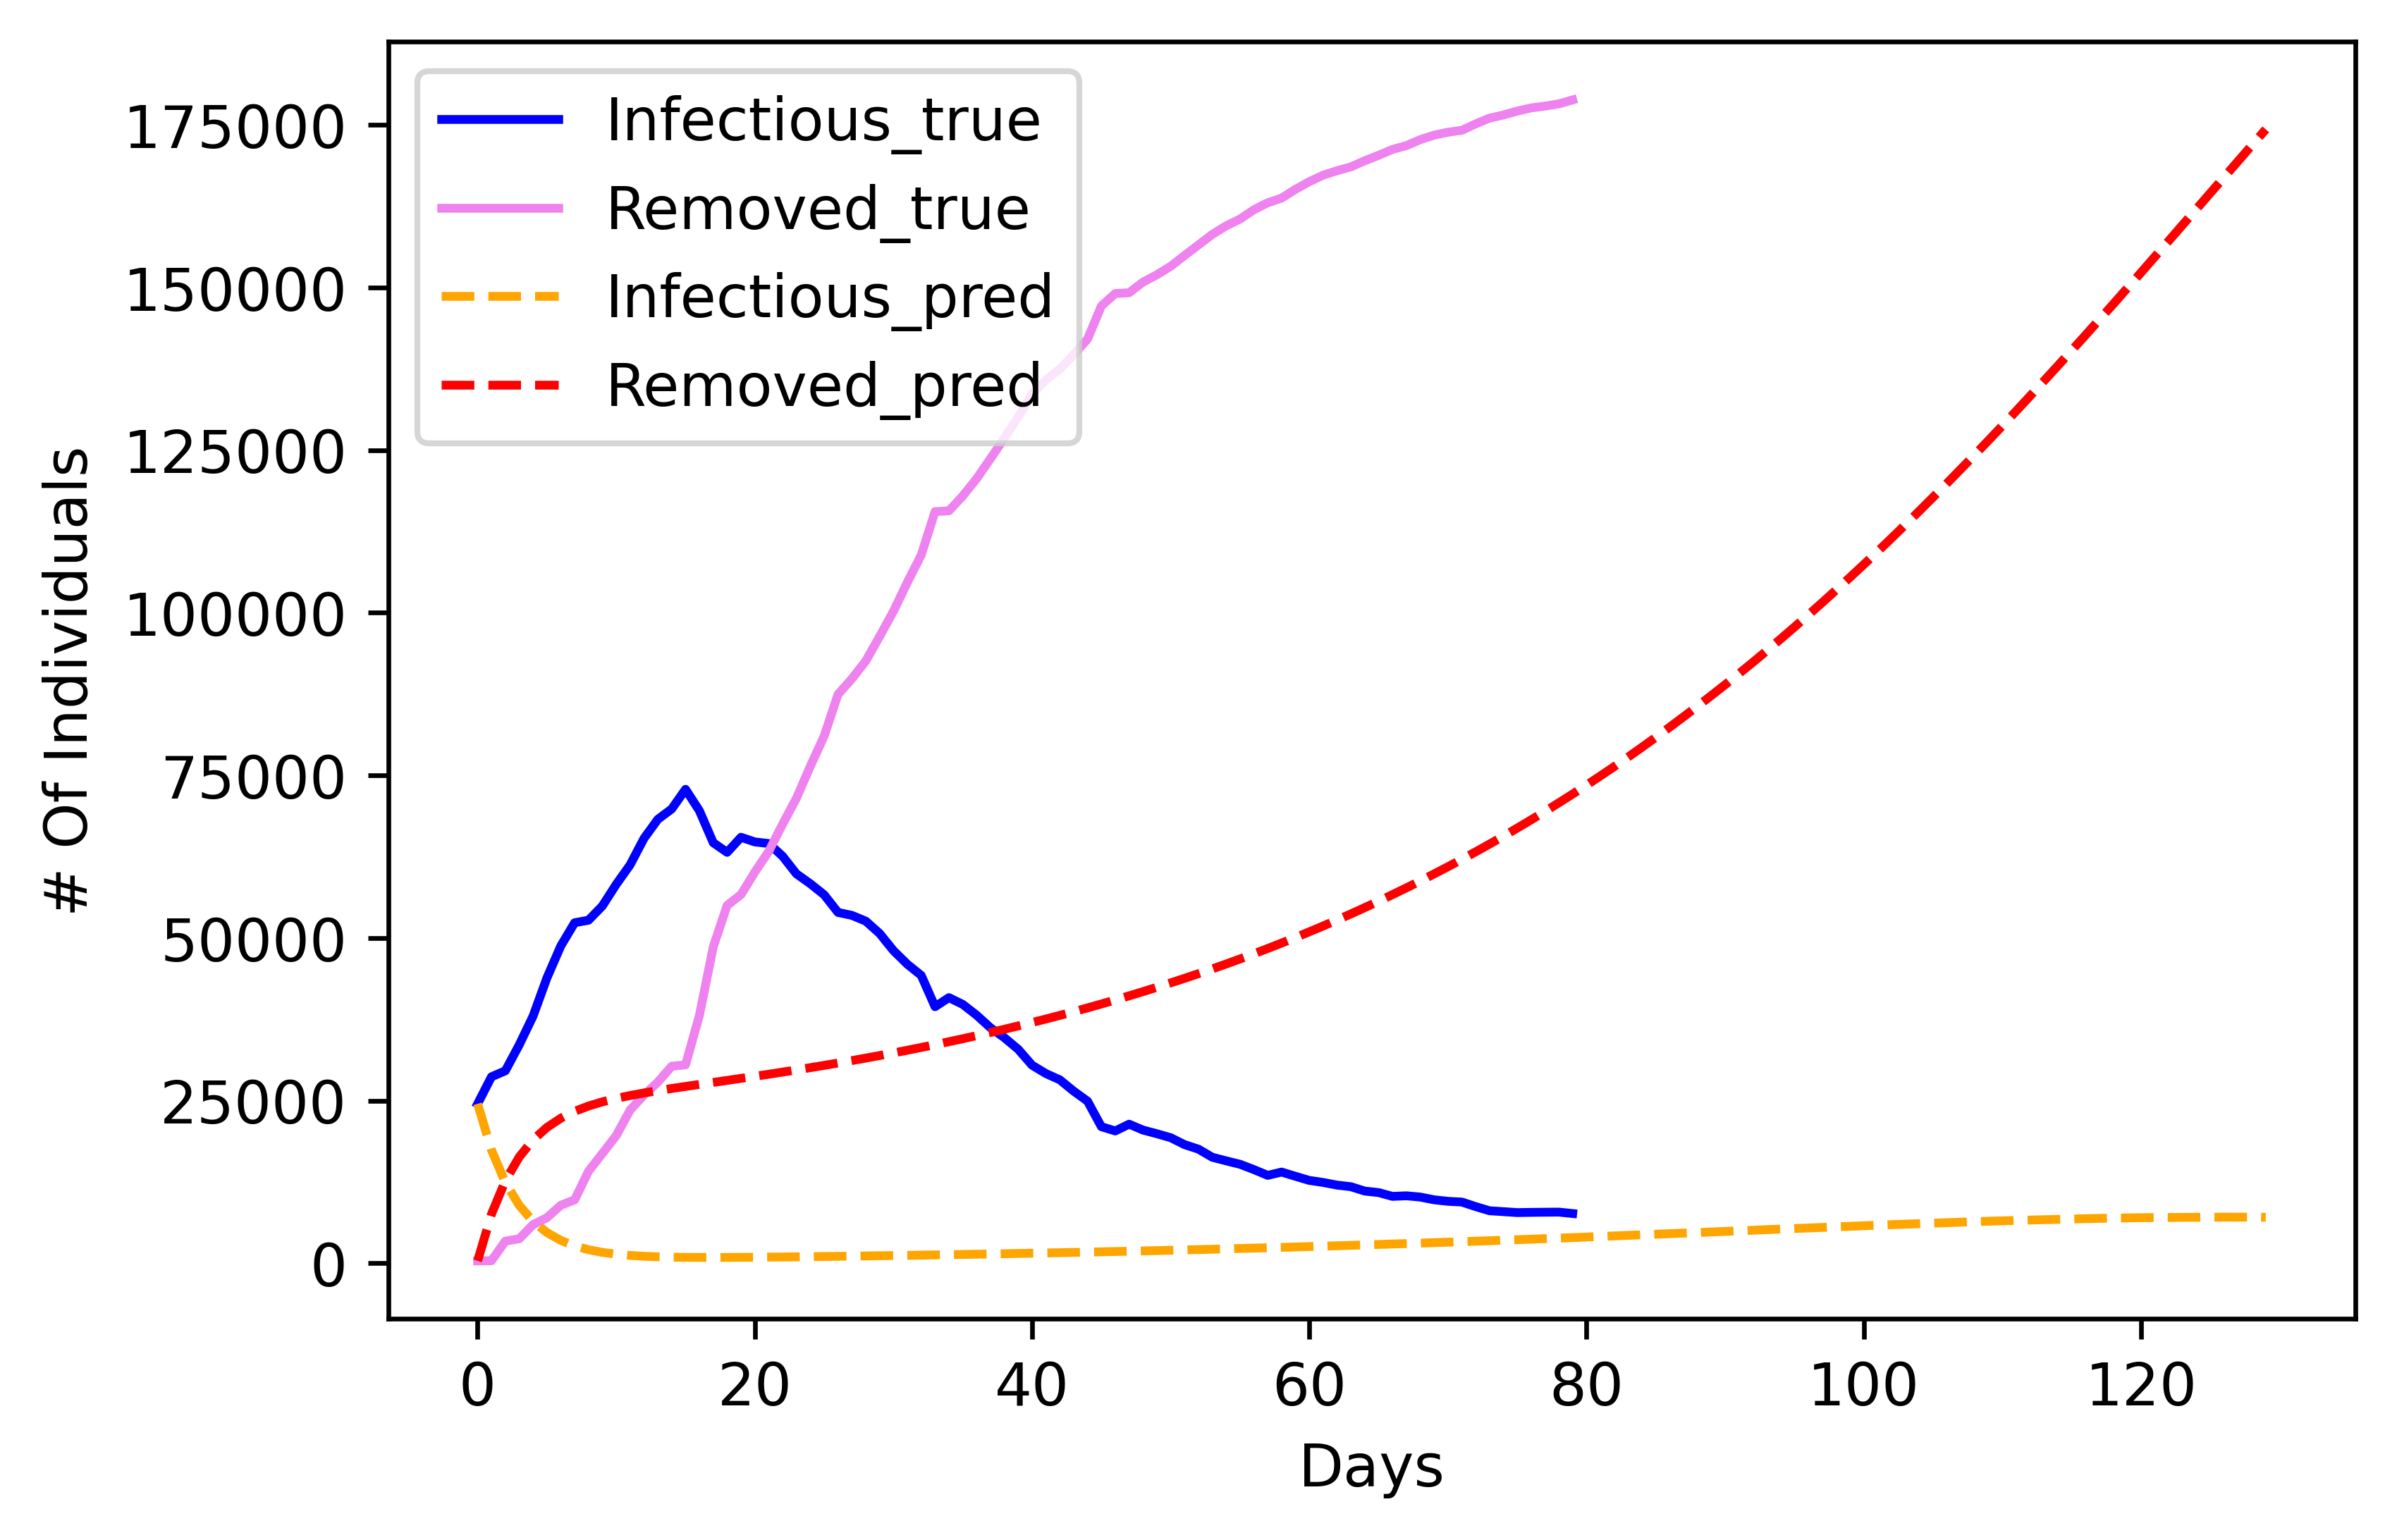 Infectious_true
Removed_true
Infectious_pred
Removed_pred
# Of Individuals
175000
150000
125000
100000
75000
50000
25000
0
0 20 40 60 80 100 120
Days